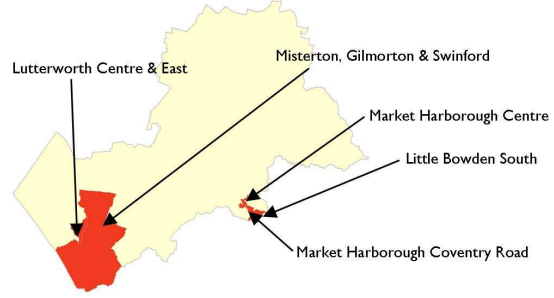 Misterton, Gilmorton & Swinford
Lutterworth Centre & East
Market Harborough Centre
Little Bowden South
Market Harborough Coventry Road